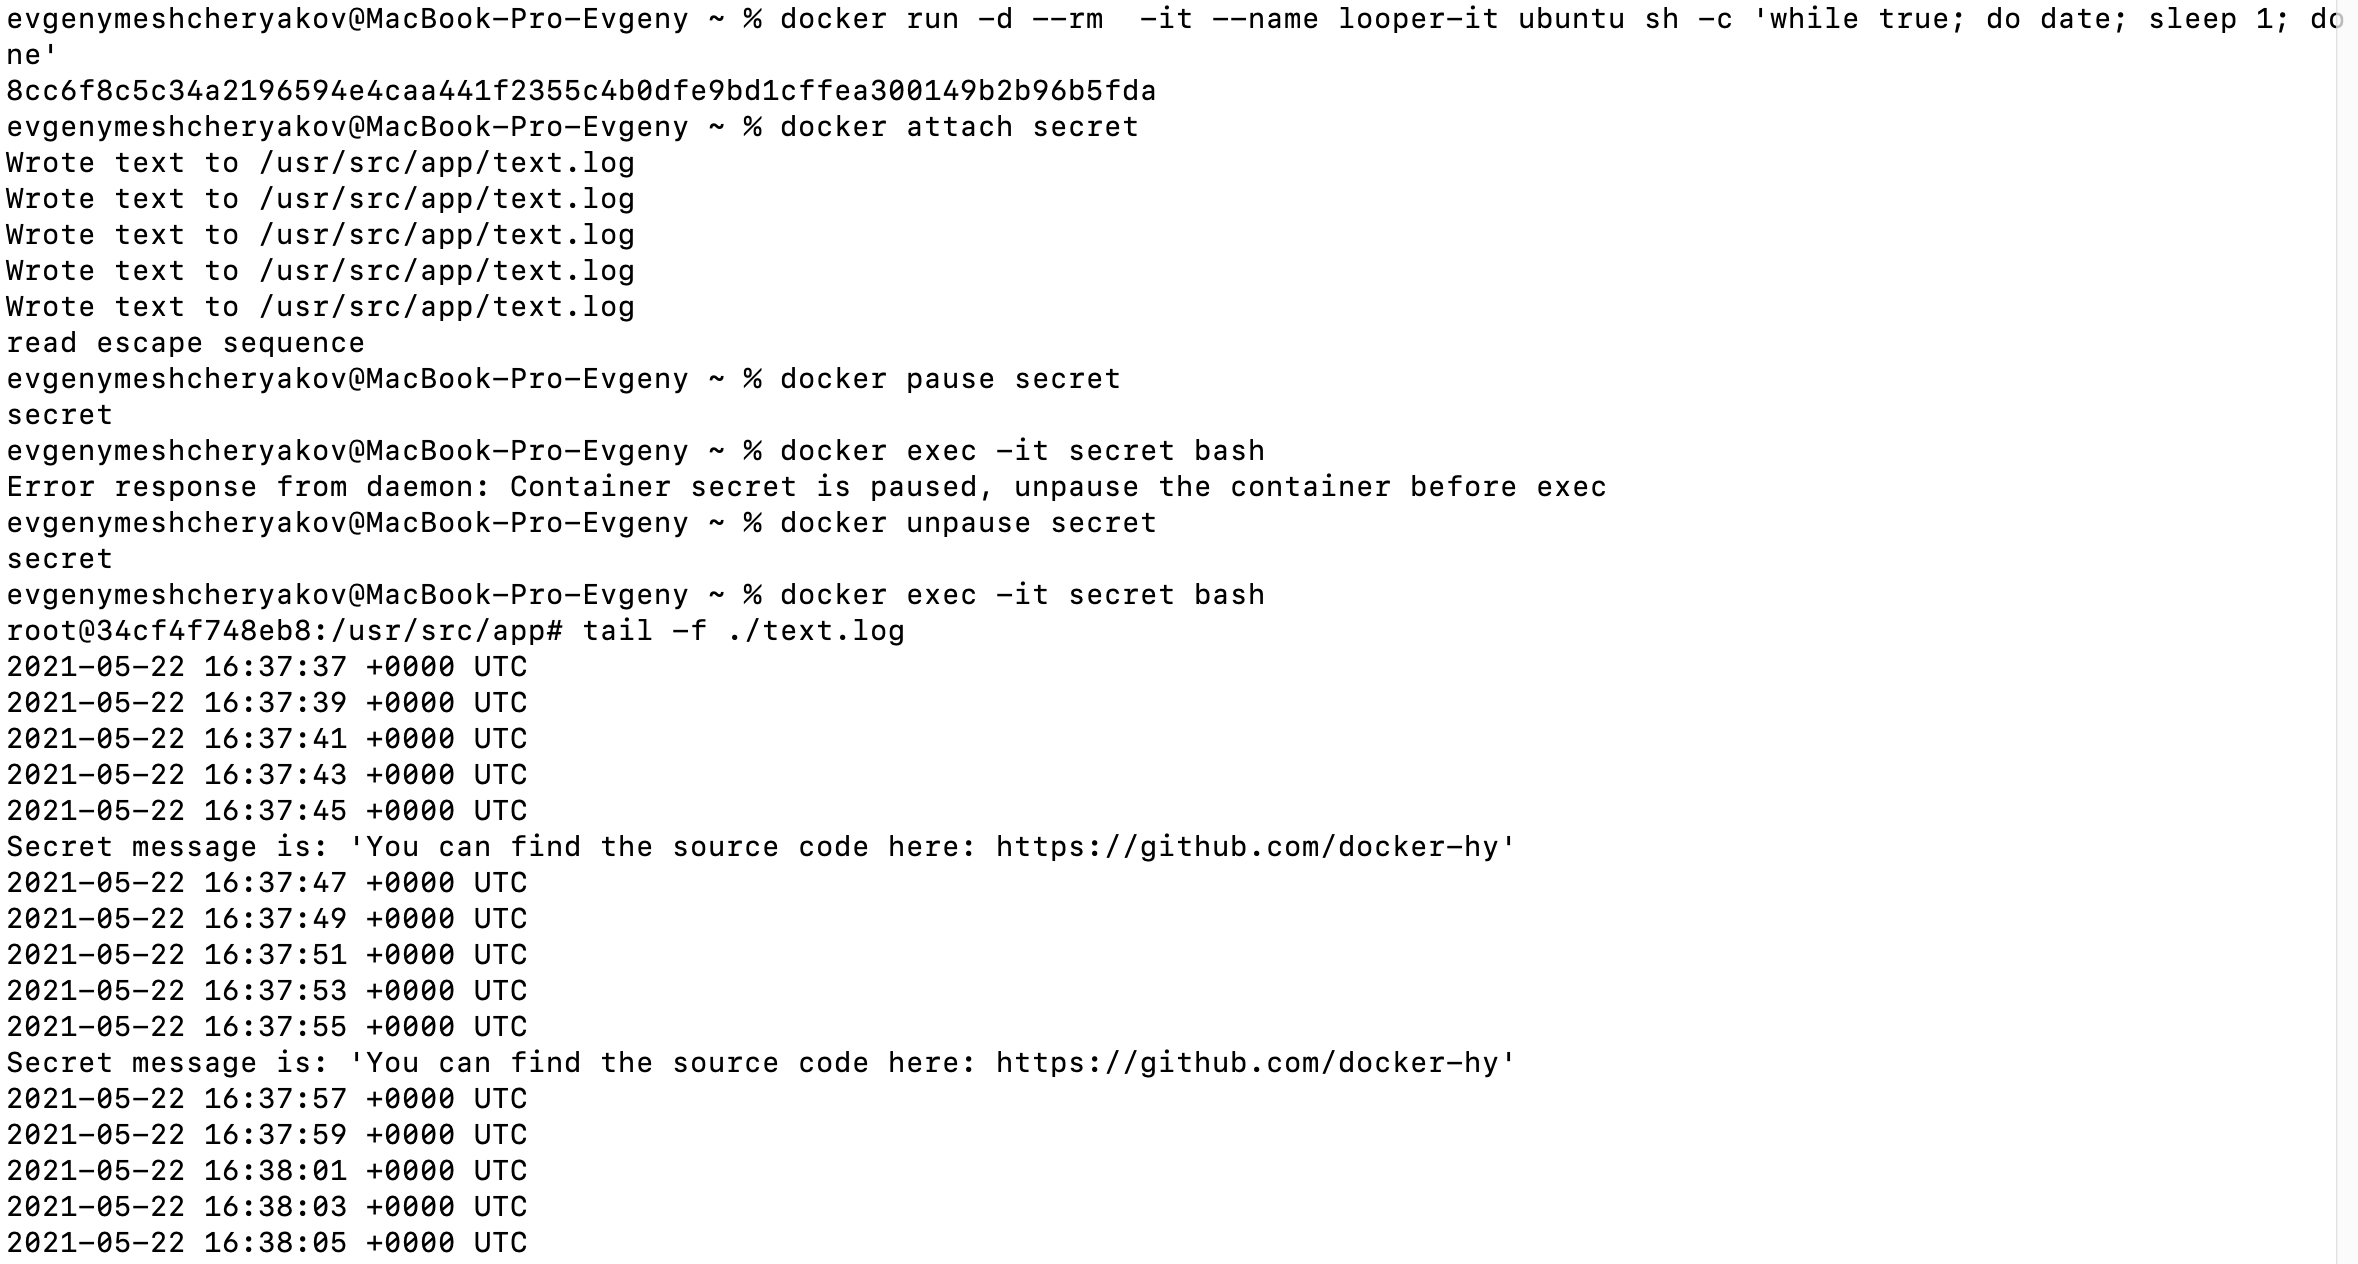 evgenymeshcheryakov@MacBook-Pro-Evgeny ~ % docker run -d --rm  -it --name looper-it ubuntu sh -c 'while true; do date; sleep 1; do
ne'
8cc6f8c5c34a2196594e4caa441f2355c4b0dfe9bd1cffea300149b2b96b5fda
evgenymeshcheryakov@MacBook-Pro-Evgeny ~ % docker attach secret
Wrote text to /usr/src/app/text.log
Wrote text to /usr/src/app/text.log
Wrote text to /usr/src/app/text.log
Wrote text to /usr/src/app/text.log
Wrote text to /usr/src/app/text.log
read escape sequence
evgenymeshcheryakov@MacBook-Pro-Evgeny ~ % docker pause secret
secret
evgenymeshcheryakov@MacBook-Pro-Evgeny ~ % docker exec -it secret bash
Error response from daemon: Container secret is paused, unpause the container before exec
evgenymeshcheryakov@MacBook-Pro-Evgeny ~ % docker unpause secret
secret
evgenymeshcheryakov@MacBook-Pro-Evgeny ~ % docker exec -it secret bash
root@34cf4f748eb8:/usr/src/app# tail -f ./text.log
2021-05-22 16:37:37 +0000 UTC
2021-05-22 16:37:39 +0000 UTC
2021-05-22 16:37:41 +0000 UTC
2021-05-22 16:37:43 +0000 UTC
2021-05-22 16:37:45 +0000 UTC
Secret message is: 'You can find the source code here: https://github.com/docker-hy'
2021-05-22 16:37:47 +0000 UTC
2021-05-22 16:37:49 +0000 UTC
2021-05-22 16:37:51 +0000 UTC
2021-05-22 16:37:53 +0000 UTC
2021-05-22 16:37:55 +0000 UTC
Secret message is: 'You can find the source code here: https://github.com/docker-hy'
2021-05-22 16:37:57 +0000 UTC
2021-05-22 16:37:59 +0000 UTC
2021-05-22 16:38:01 +0000 UTC
2021-05-22 16:38:03 +0000 UTC
2021-05-22 16:38:05 +0000 UTC